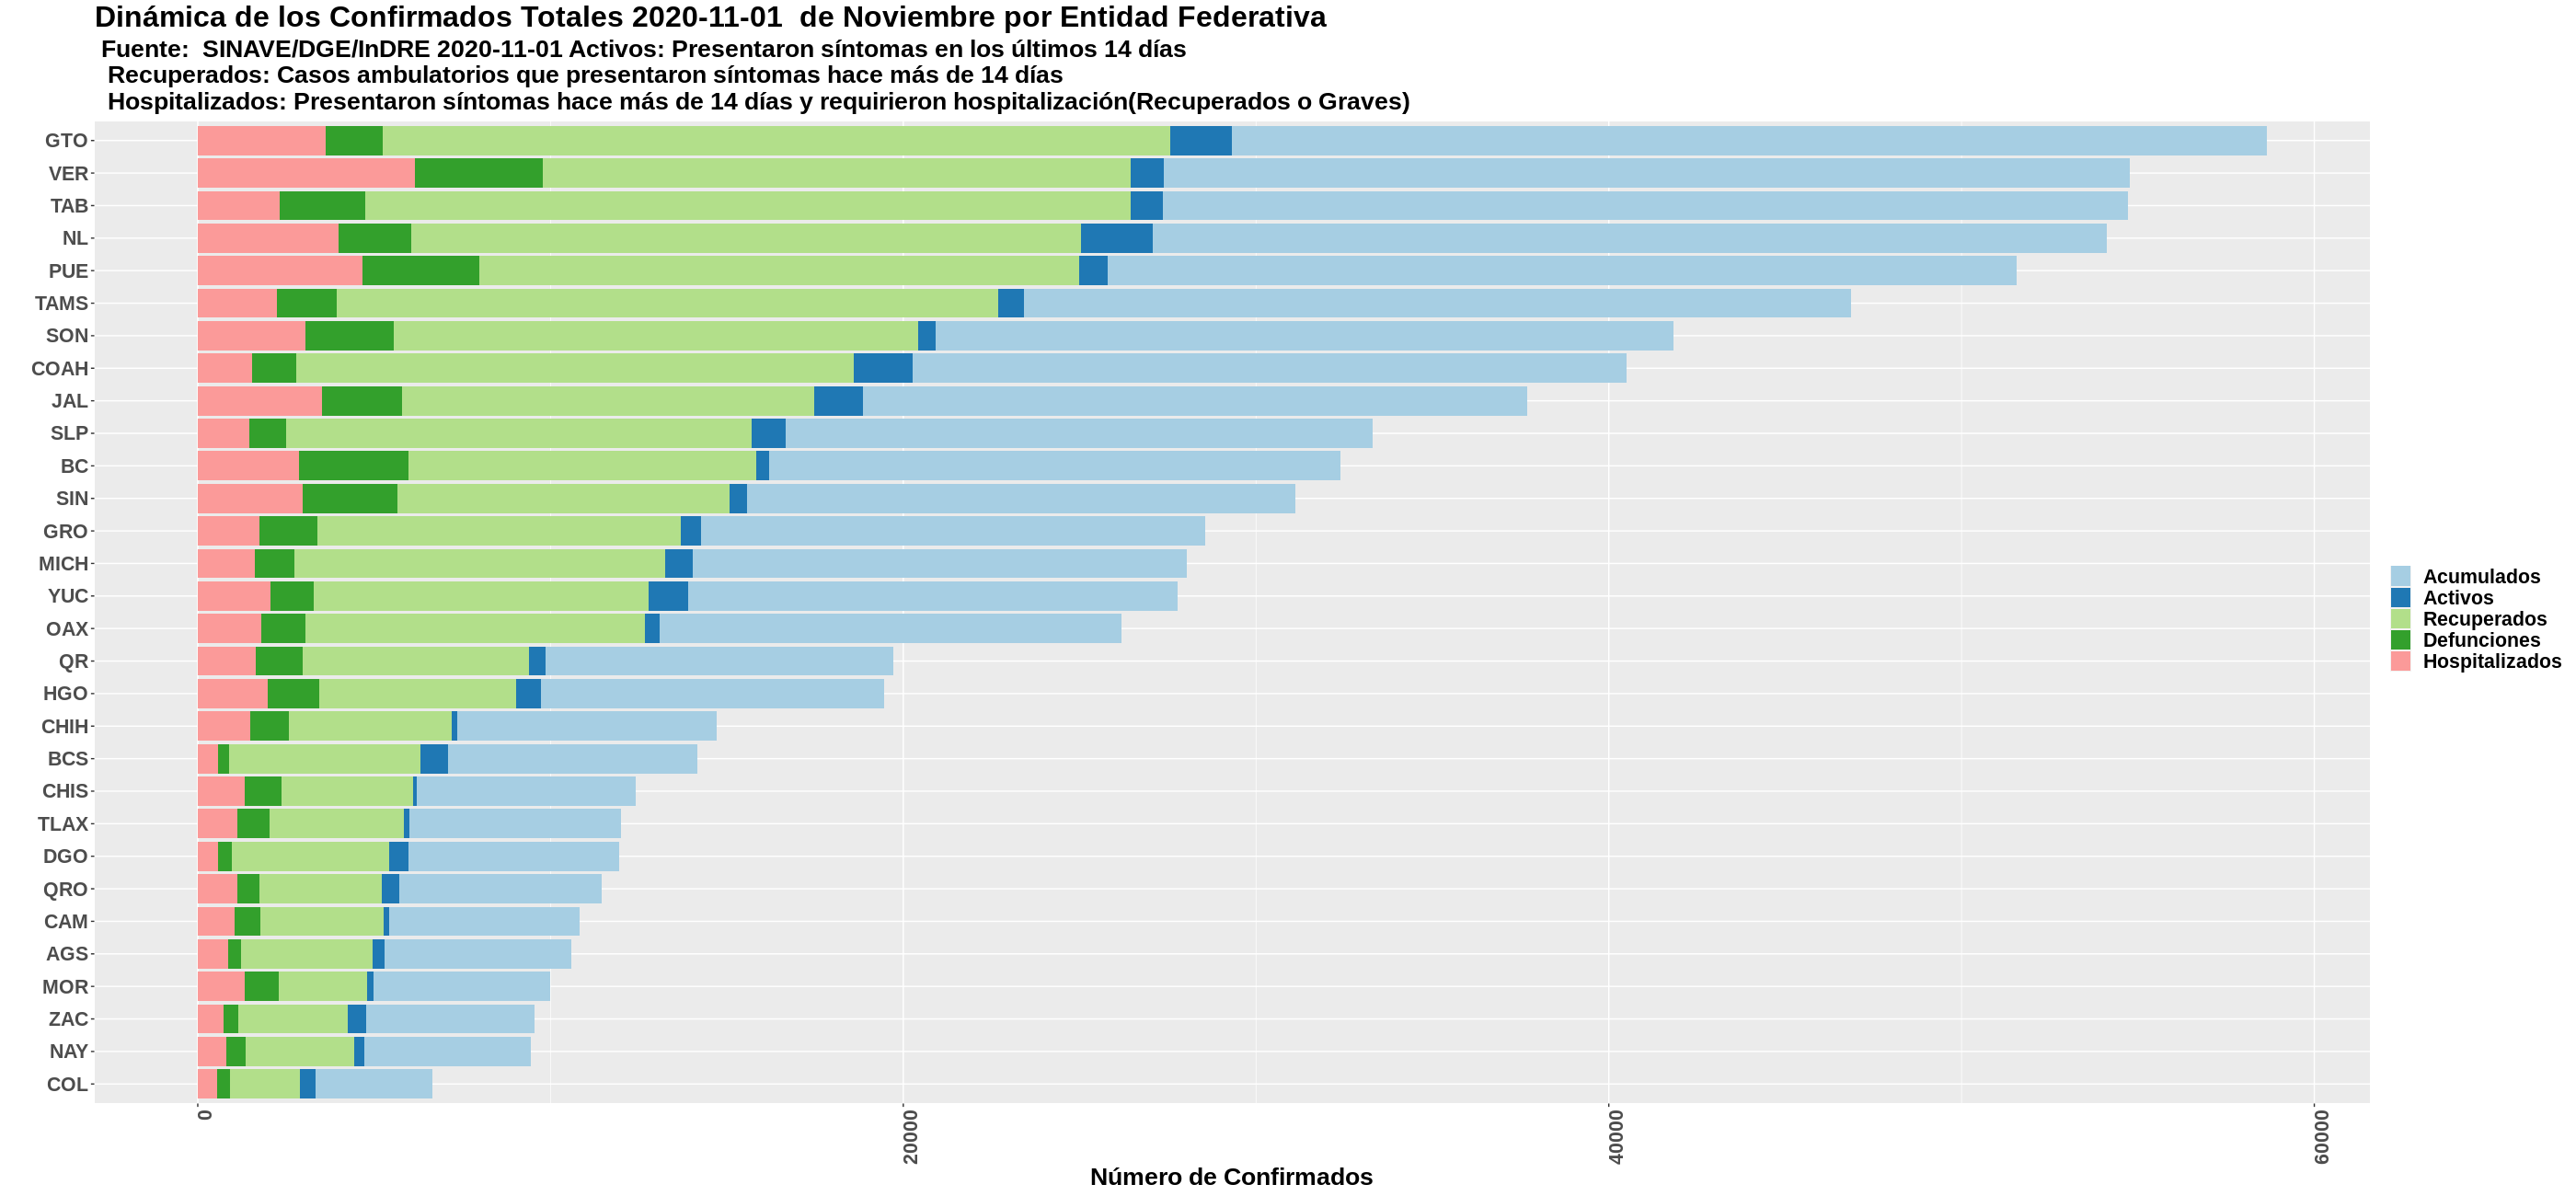 Dinámica de los Confirmados Totales 2020-11-01  de Noviembre por Entidad Federativa
Fuente:  SINAVE/DGE/InDRE 2020-11-01 Activos: Presentaron síntomas en los últimos 14 días
Recuperados: Casos ambulatorios que presentaron síntomas hace más de 14 días
Hospitalizados: Presentaron síntomas hace más de 14 días y requirieron hospitalización(Recuperados o Graves)
GTO
VER
TAB
NL
PUE
TAMS
SON
COAH
JAL
SLP
BC
SIN
GRO
MICH
YUC
OAX
QR
HGO
CHIH
BCS
CHIS
TLAX
DGO
QRO
CAM
AGS
MOR
ZAC
NAY
COL
0
20000
40000
60000
Número de Confirmados
Acumulados
Activos
Recuperados
Defunciones
Hospitalizados